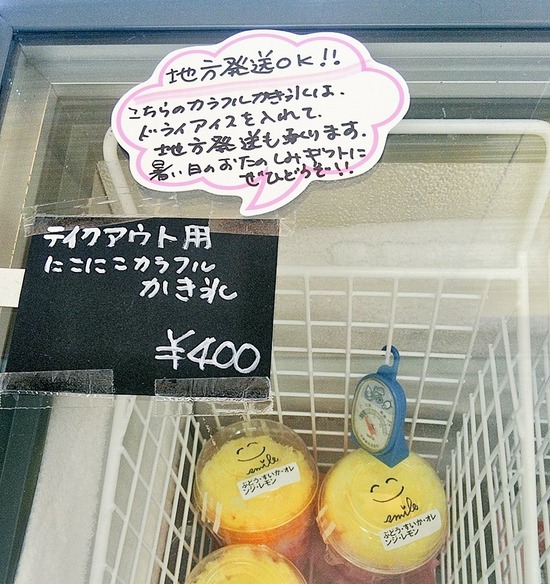 地方発送OK!!
こちらのカラフルかき氷は、
ドライアイスを入れて、
地方発送も承ります。
暑い日のおたのしみギフトに
ぜひどうぞ!!
テイクアウト用
にこにこカラフル
かき氷
¥400
smile
ぶどう・すいか・オレ
ンジ・レモン
smile
ぶどう・すいか・オレ
ンジ・レモン